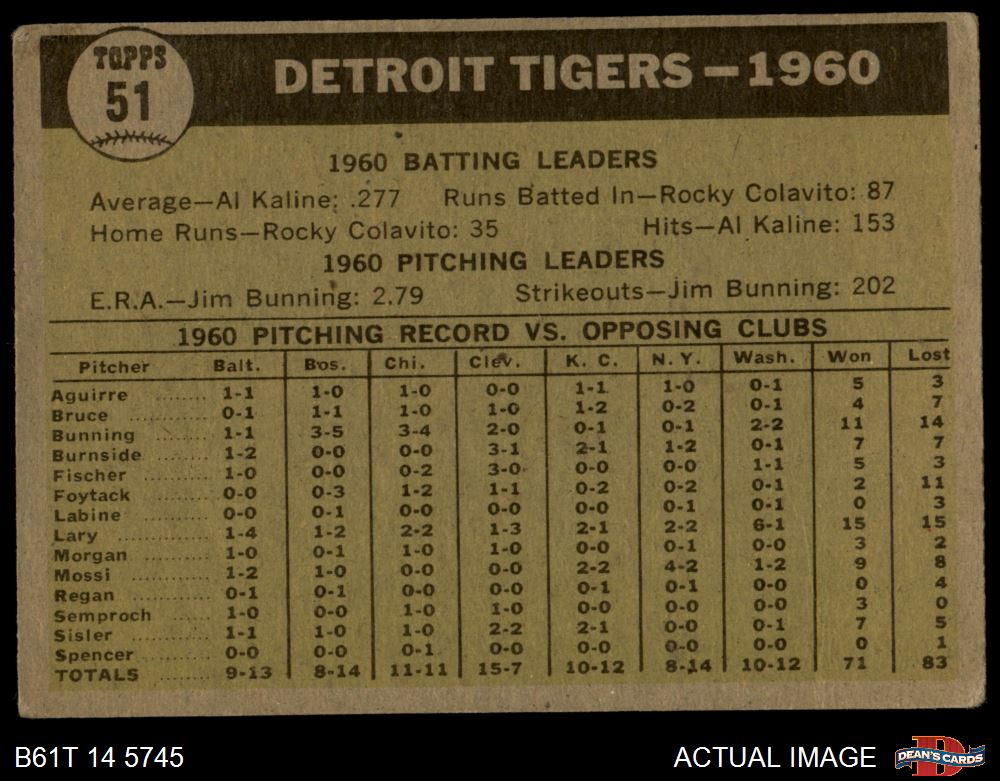 TOPPS
51
DETROIT TIGERS—1960
1960 BATTING LEADERS
Average—Al Kaline: .277 Runs Batted In—Rocky Colavito: 87
Home Runs—Rocky Colavito: 35 Hits—Al Kaline: 153
1960 PITCHING LEADERS
E.R.A.—Jim Bunning: 2.79 Strikeouts—Jim Bunning: 202
1960 PITCHING RECORD VS. OPPOSING CLUBS
Pitcher Balt. Bos. Chi. Clev. K. C. N.Y. Wash. Won Lost
Aguirre ........ 1-1 1-0 1-0 0-0 1-1 1-0 0-1 5 3
Bruce ........... 0-1 1-1 1-0 1-0 1-2 0-2 0-1 4 7
Bunning ........ 1-1 3-5 3-4 2-0 0-1 0-1 2-2 11 14
Burnside ........ 1-2 0-0 0-0 3-1 2-1 1-2 0-1 7 7
Fischer ......... 1-0 0-0 0-2 3-0 0-0 0-0 1-1 5 3
Foytack ......... 0-0 0-3 1-2 1-1 0-2 0-2 0-1 2 11
Labine .......... 0-0 0-1 0-0 0-0 0-0 0-1 0-1 0 3
Lary ............ 1-4 1-2 2-2 1-3 2-1 2-2 6-1 15 15
Morgan .......... 1-0 0-1 1-0 1-0 0-0 0-1 0-0 3 2
Mossi ........... 1-2 1-0 0-0 0-0 2-2 4-2 1-2 9 8
Regan ........... 0-1 0-1 0-0 0-0 0-1 0-1 0-0 0 4
Semproch ........ 1-0 0-0 1-0 1-0 0-0 0-0 0-0 3 0
Sisler .......... 1-1 1-0 1-0 2-2 2-1 0-0 0-1 7 5
Spencer ......... 0-0 0-0 0-1 0-0 0-0 0-0 0-0 0 1
TOTALS .......... 9-13 8-14 11-11 15-7 10-12 8-14 10-12 71 83
B61T 14 5745 ACTUAL IMAGE DEAN'S CARDS